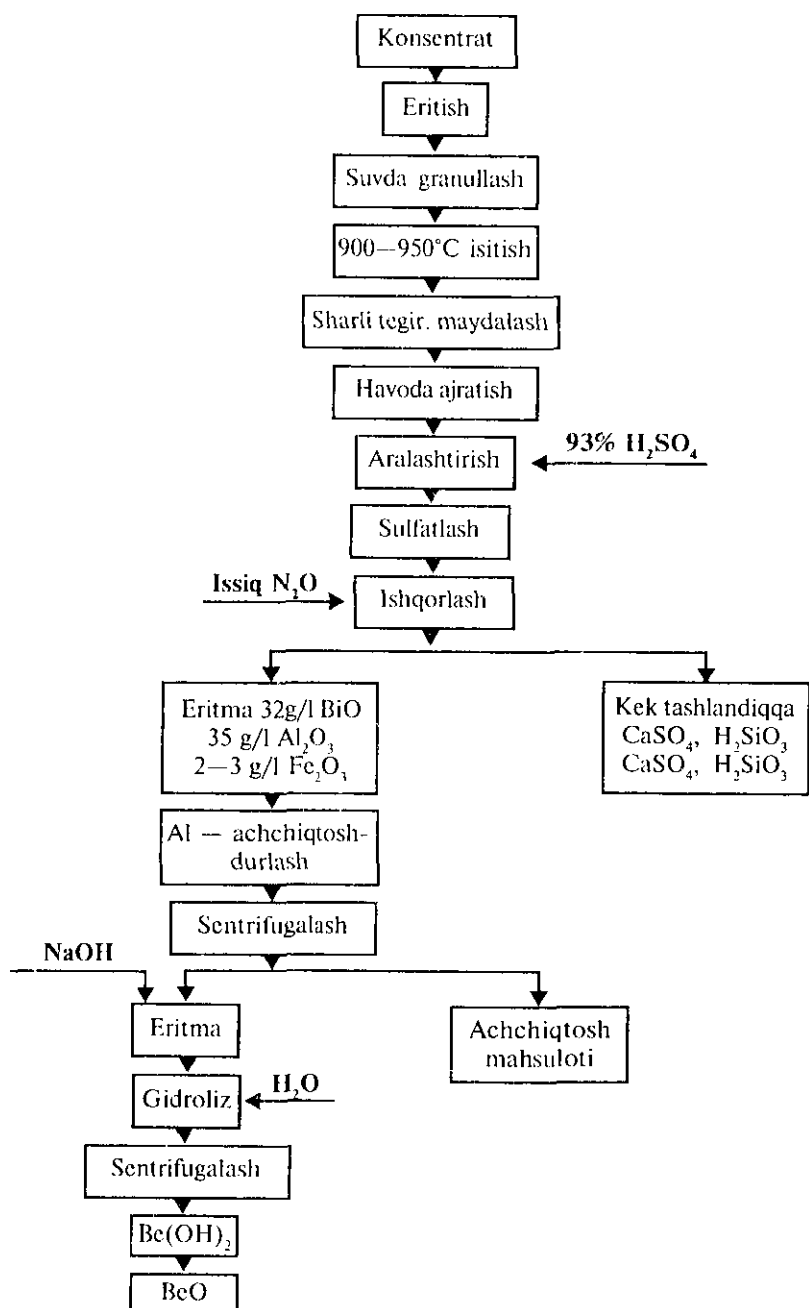 Konsentrat
Eritish
Suvda granullash
900—950°C isitish
Sharli tegir. maydalash
Havoda ajratish
Aralashtirish
93% H₂SO₄
Sulfatlash
Issiq N₂O
Ishqorlash
Eritma 32g/l BiO
35 g/l Al₂O₃
2—3 g/l Fe₂O₃
Kek tashlandiqqa
CaSO₄, H₂SiO₃
CaSO₄, H₂SiO₃
Al — achchiqtosh-
durlash
Sentrifugalash
NaOH
Eritma
Achchiqtosh
mahsuloti
Gidroliz
H₂O
Sentrifugalash
Be(OH)₂
BeO